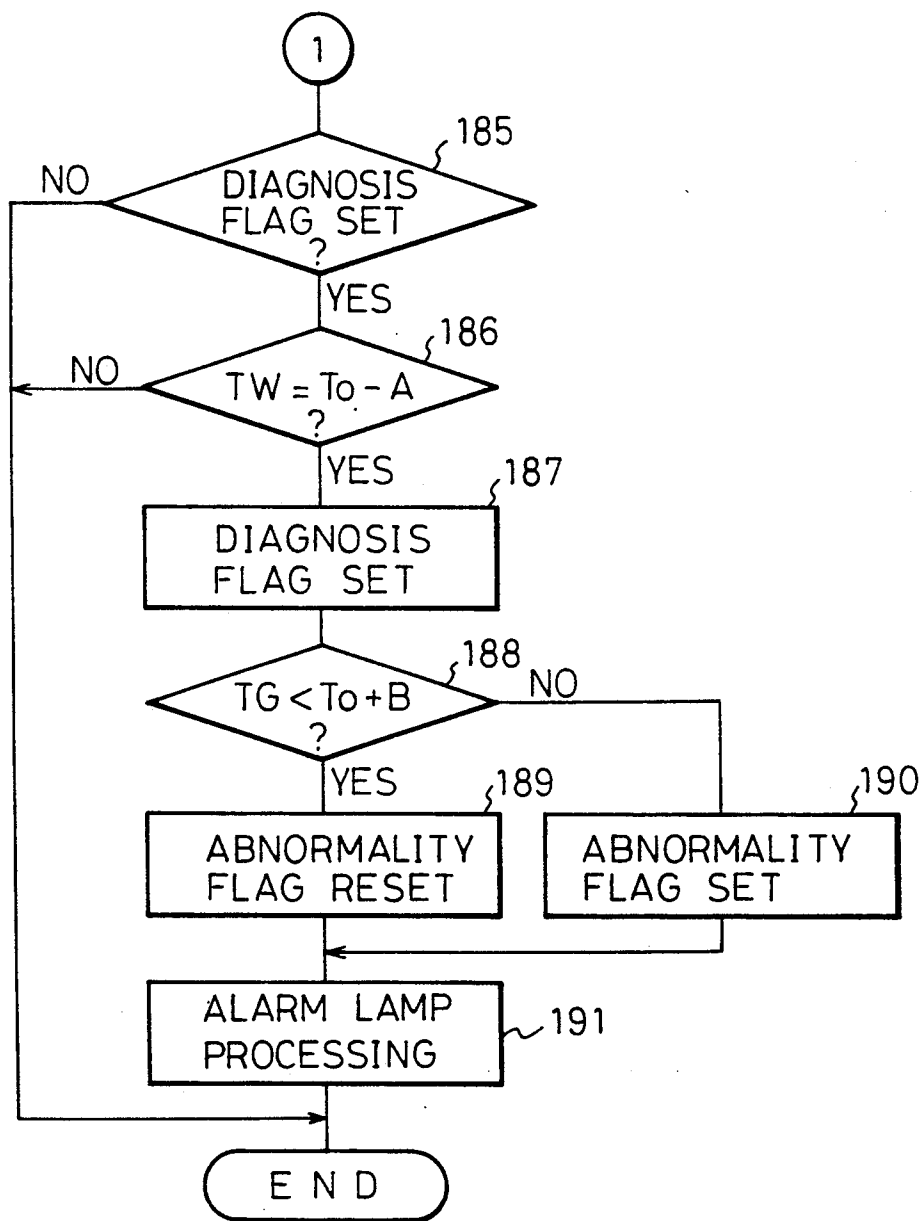 1
185
NO
DIAGNOSIS
FLAG SET
?
YES
186
NO
TW = To - A
?
YES
187
DIAGNOSIS
FLAG SET
188
TG < To + B
?
NO
YES
189
190
ABNORMALITY
FLAG RESET
ABNORMALITY
FLAG SET
ALARM LAMP
PROCESSING
191
END